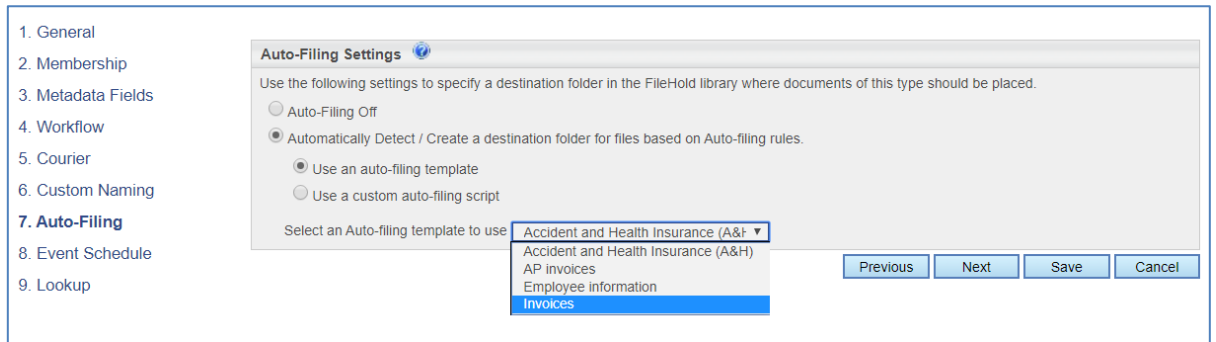 1. General
2. Membership
3. Metadata Fields
4. Workflow
5. Courier
6. Custom Naming
7. Auto-Filing
8. Event Schedule
9. Lookup
Auto-Filing Settings
Use the following settings to specify a destination folder in the FileHold library where documents of this type should be placed.
Auto-Filing Off
Automatically Detect / Create a destination folder for files based on Auto-filing rules.
Use an auto-filing template
Use a custom auto-filing script
Select an Auto-filing template to use Accident and Health Insurance (A&H
Accident and Health Insurance (A&H)
AP invoices
Employee information
Invoices
Previous Next Save Cancel